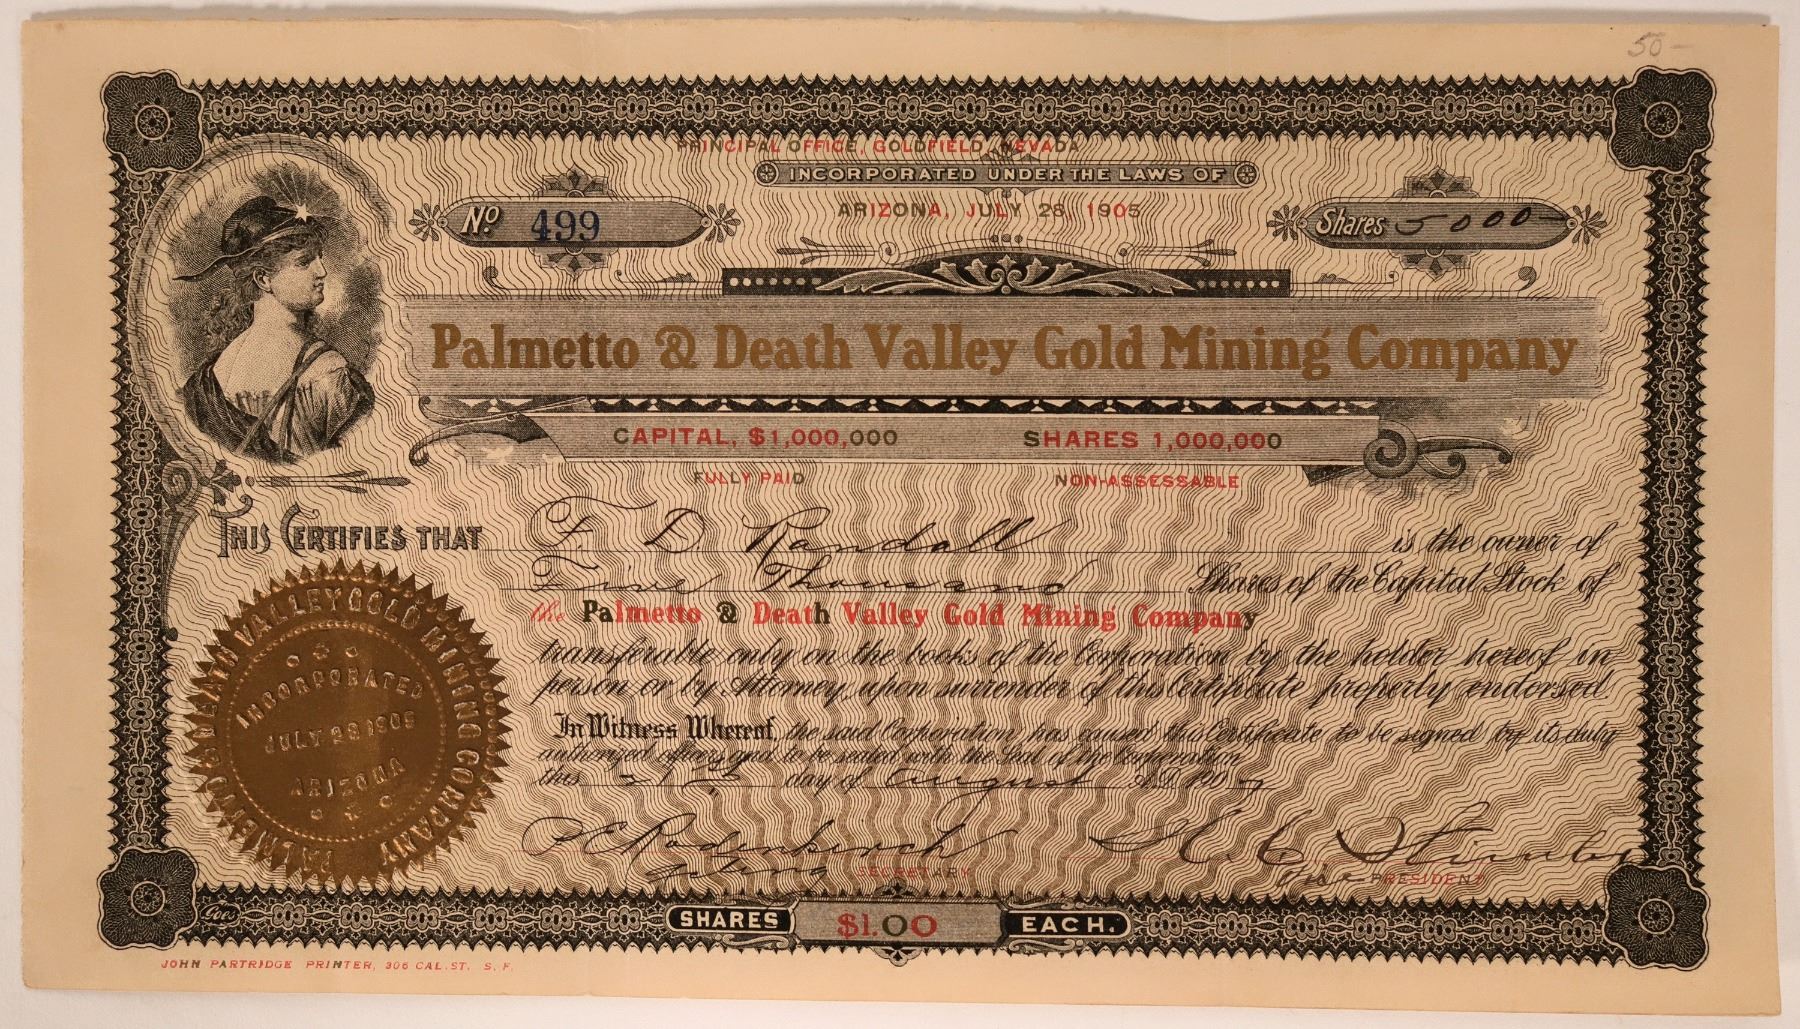 50-
PRINCIPAL OFFICE, GOLDFIELD, NEVADA
INCORPORATED UNDER THE LAWS OF
ARIZONA, JULY 28, 1905
No. 499
Shares 5000-
Palmetto & Death Valley Gold Mining Company
CAPITAL, $1,000,000 SHARES 1,000,000
FULLY PAID NON-ASSESSABLE
THIS CERTIFIES THAT F. D. Randall is the owner of
Five Thousand Shares of the Capital Stock of
the Palmetto & Death Valley Gold Mining Company
transferable only on the books of the Corporation by the holder hereof in
person or by Attorney, upon surrender of this Certificate properly endorsed
In Witness Whereof, the said Corporation has caused this Certificate to be signed by its duly
authorized officers and to be sealed with the Seal of the Corporation
this day of August A.D. 190
Acting SECRETARY
Vice PRESIDENT
PALMETTO & DEATH VALLEY GOLD MINING COMPANY
INCORPORATED
JULY 28 1905
ARIZONA
Goes
SHARES $1.00 EACH.
JOHN PARTRIDGE PRINTER, 306 CAL. ST. S. F.